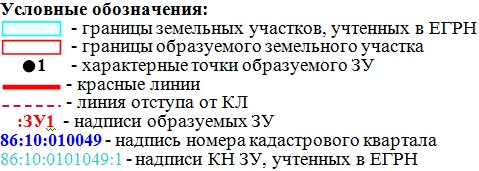 Условные обозначения:
- границы земельных участков, учтенных в ЕГРН
- границы образуемого земельного участка
1 - характерные точки образуемого ЗУ
- красные линии
- линия отступа от КЛ
:ЗУ1 - надписи образуемых ЗУ
86:10:010049 - надпись номера кадастрового квартала
86:10:0101049:1 - надписи КН ЗУ, учтенных в ЕГРН